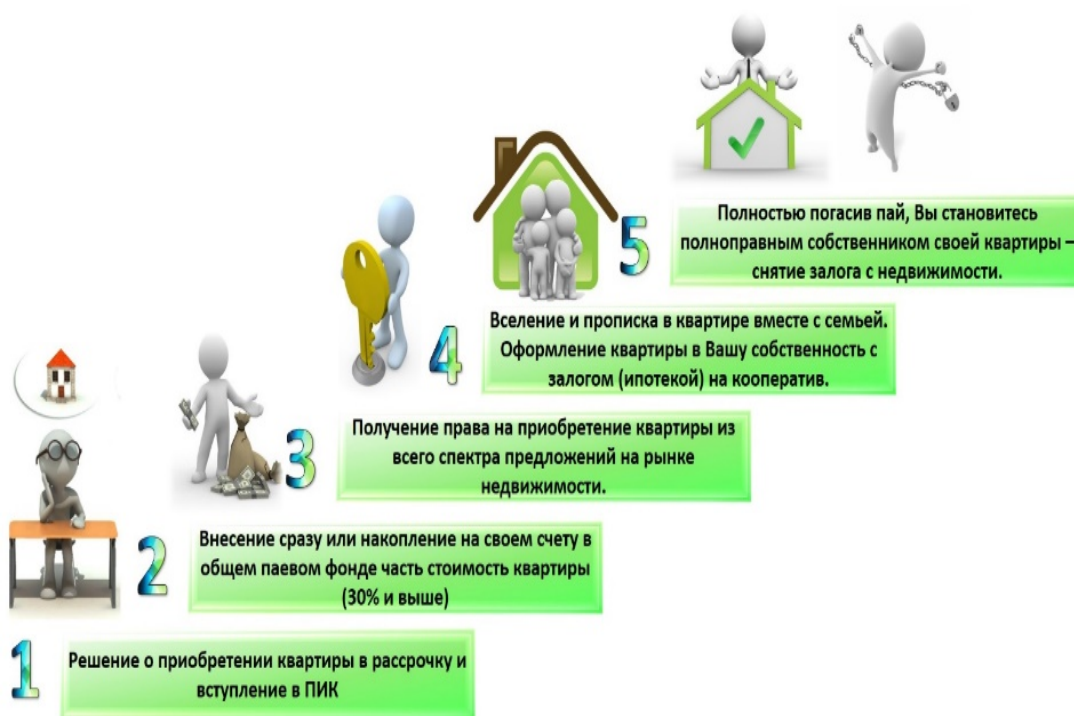 5
Полностью погасив пай, Вы становитесь
полноправным собственником своей квартиры –
снятие залога с недвижимости.
4
Вселение и прописка в квартире вместе с семьей.
Оформление квартиры в Вашу собственность с
залогом (ипотекой) на кооператив.
3
Получение права на приобретение квартиры из
всего спектра предложений на рынке
недвижимости.
2
Внесение сразу или накопление на своем счету в
общем паевом фонде часть стоимость квартиры
(30% и выше)
1
Решение о приобретении квартиры в рассрочку и
вступление в ПИК